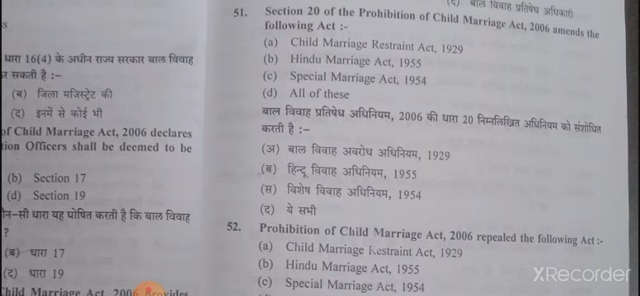 (द) बाल विवाह प्रतिषेध अधिकारी
धारा 16(4) के अधीन राज्य सरकार बाल विवाह
सकती है :–
(ब) जिला मजिस्ट्रेट की
(द) इनमें से कोई भी
of Child Marriage Act, 2006 declares
tion Officers shall be deemed to be
(b) Section 17
(d) Section 19
न-सी धारा यह घोषित करती है कि बाल विवाह
?
(ब) धारा 17
(द) धारा 19
Child Marriage Act, 2006 Provides
51. Section 20 of the Prohibition of Child Marriage Act, 2006 amends the
following Act :-
(a) Child Marriage Restraint Act, 1929
(b) Hindu Marriage Act, 1955
(c) Special Marriage Act, 1954
(d) All of these
बाल विवाह प्रतिषेध अधिनियम, 2006 की धारा 20 निम्नलिखित अधिनियम को संशोधित
करती है :–
(अ) बाल विवाह अवरोध अधिनियम, 1929
(ब) हिन्दू विवाह अधिनियम, 1955
(स) विशेष विवाह अधिनियम, 1954
(द) ये सभी
52. Prohibition of Child Marriage Act, 2006 repealed the following Act :-
(a) Child Marriage Restraint Act, 1929
(b) Hindu Marriage Act, 1955
(c) Special Marriage Act, 1954
XRecorder